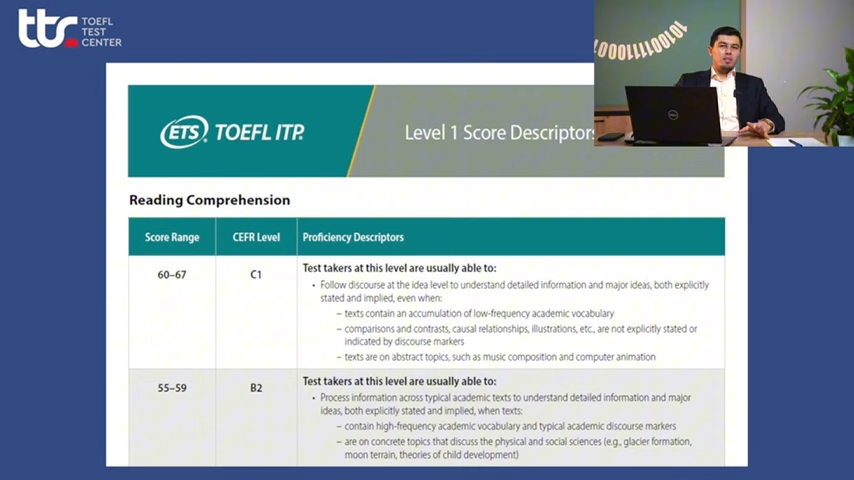 ttc
TOEFL
TEST
CENTER
1010011110001
DELL
ETS TOEFL ITP
Level 1 Score Descriptors
Reading Comprehension
Score Range CEFR Level Proficiency Descriptors
60–67 C1 Test takers at this level are usually able to:
• Follow discourse at the idea level to understand detailed information and major ideas, both explicitly
stated and implied, even when:
– texts contain an accumulation of low-frequency academic vocabulary
– comparisons and contrasts, causal relationships, illustrations, etc., are not explicitly stated or
indicated by discourse markers
– texts are on abstract topics, such as music composition and computer animation
55–59 B2 Test takers at this level are usually able to:
• Process information across typical academic texts to understand detailed information and major
ideas, both explicitly stated and implied, when texts:
– contain high-frequency academic vocabulary and typical academic discourse markers
– are on concrete topics that discuss the physical and social sciences (e.g., glacier formation,
moon terrain, theories of child development)